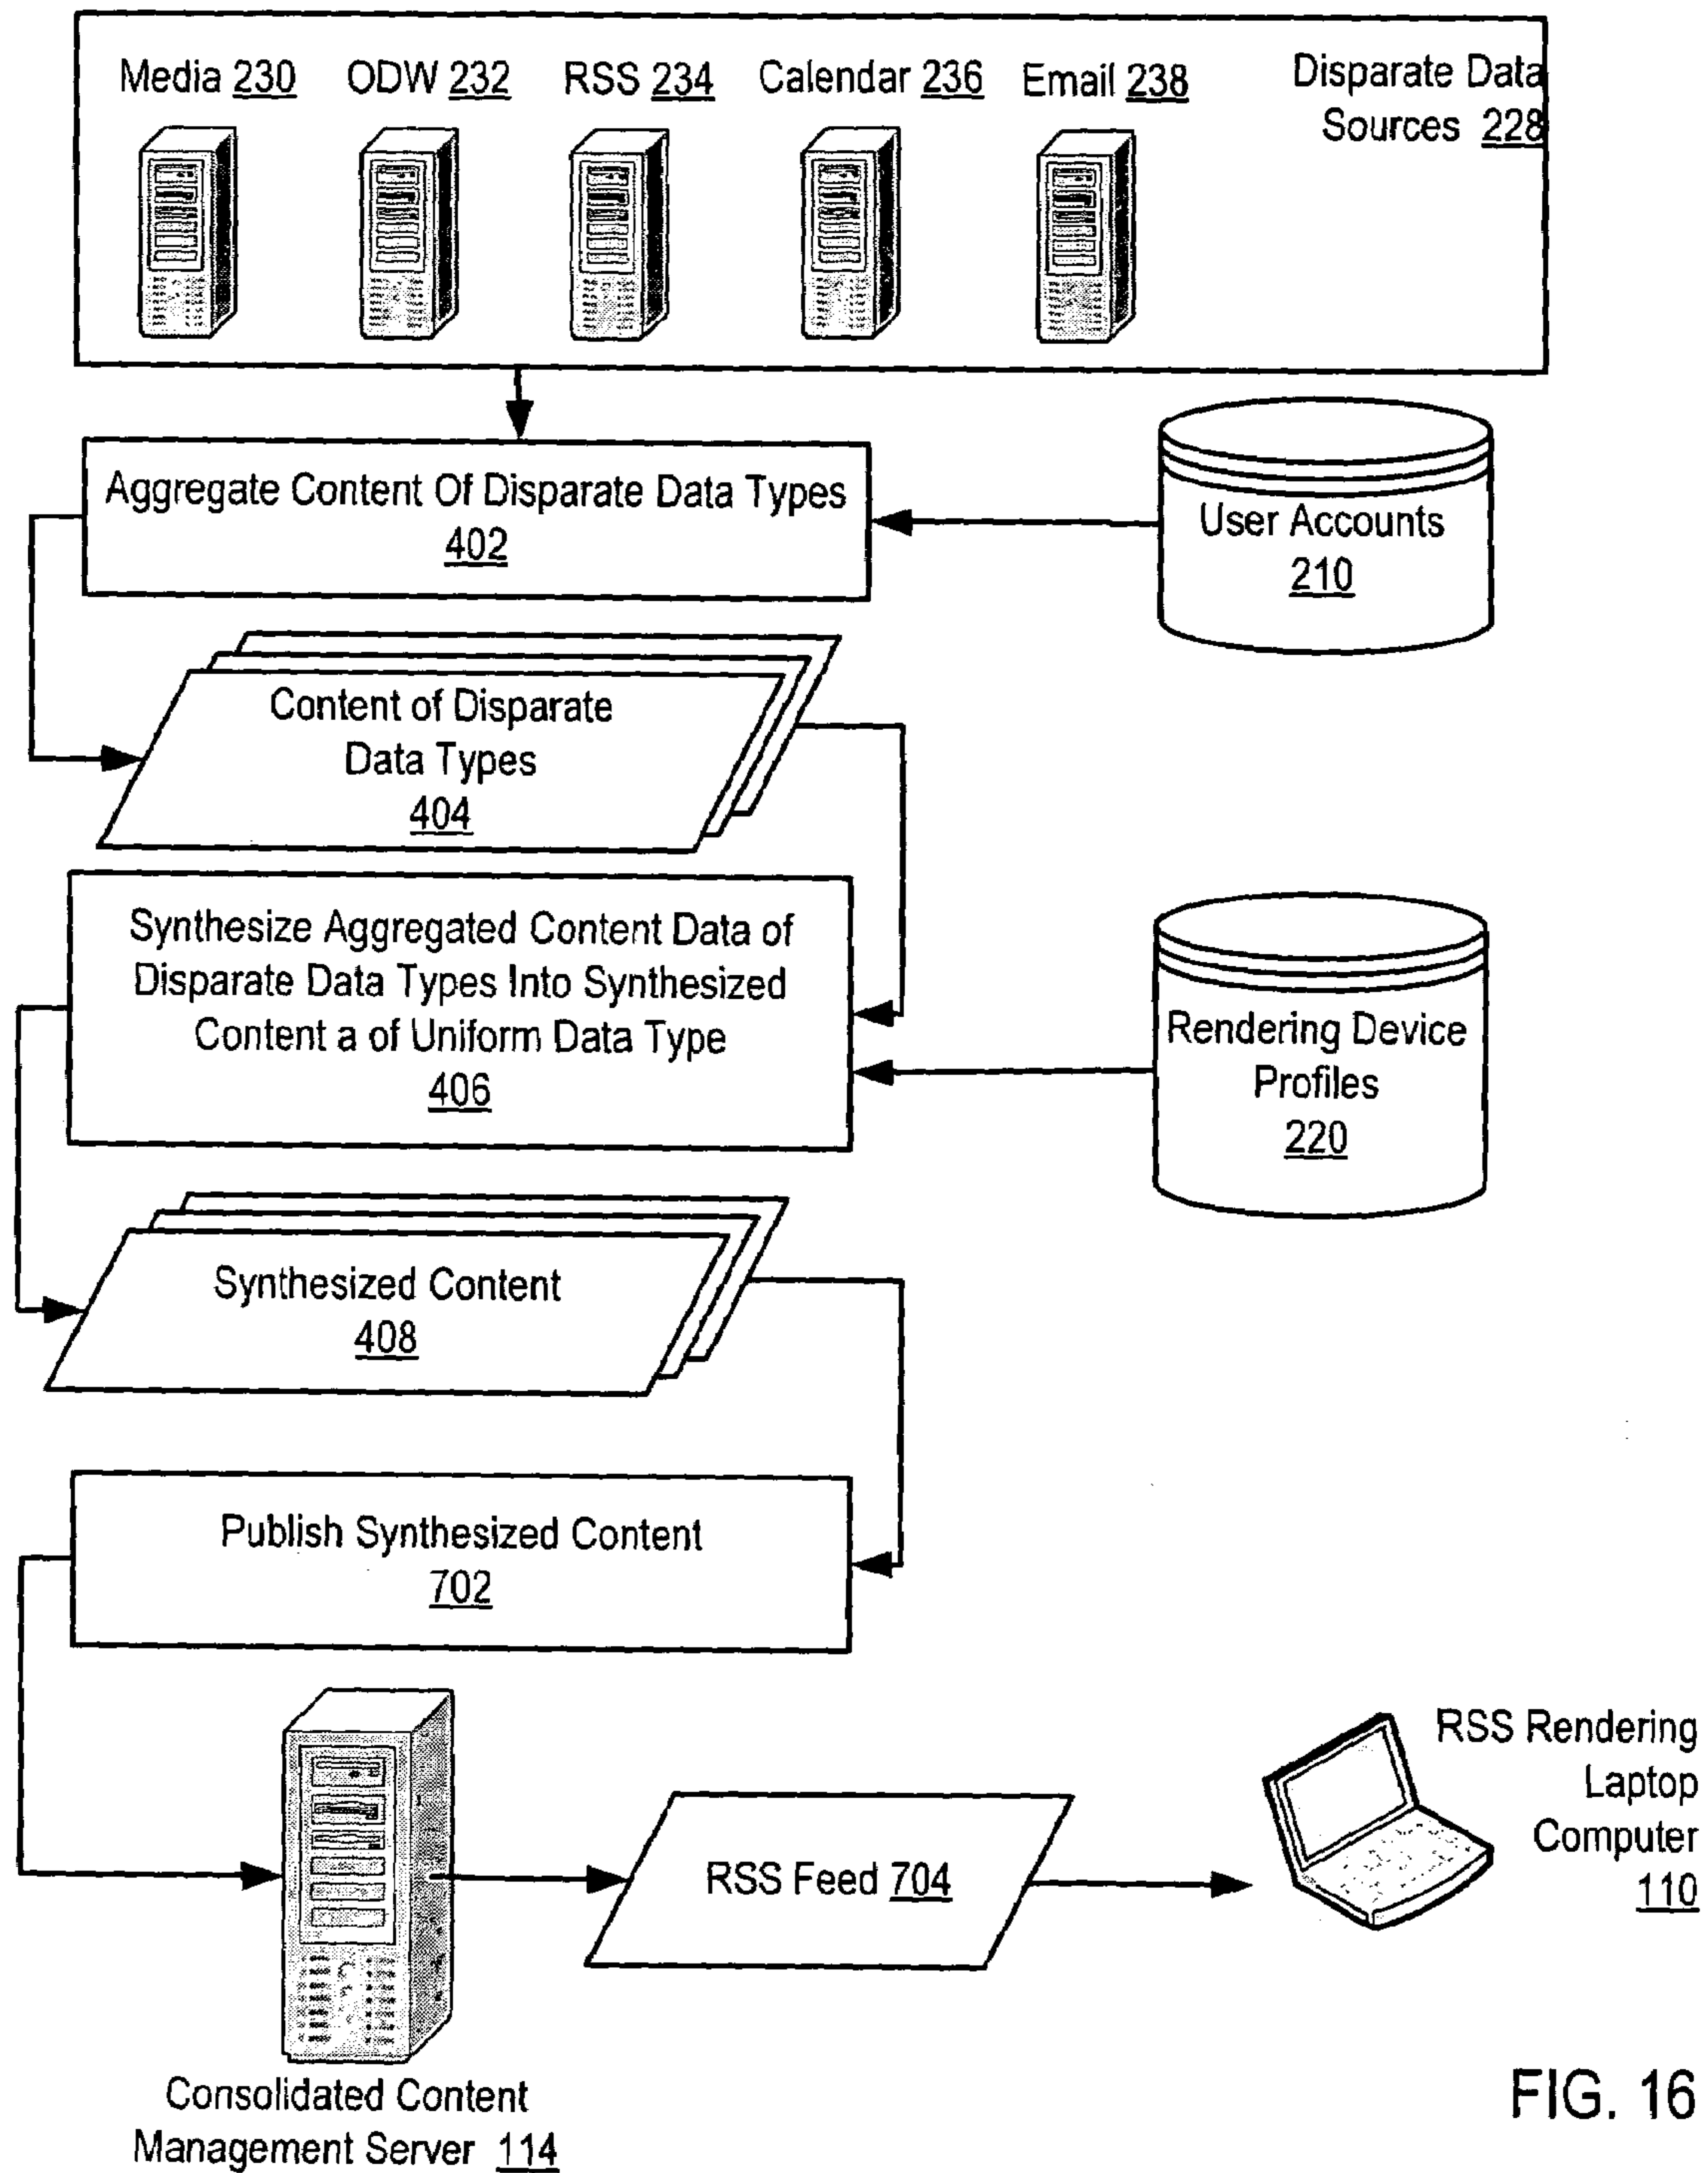 Media 230
ODW 232
RSS 234
Calendar 236
Email 238
Disparate Data
Sources 228
Aggregate Content Of Disparate Data Types
402
User Accounts
210
Content of Disparate
Data Types
404
Synthesize Aggregated Content Data of
Disparate Data Types Into Synthesized
Content a of Uniform Data Type
406
Rendering Device
Profiles
220
Synthesized Content
408
Publish Synthesized Content
702
RSS Feed 704
RSS Rendering
Laptop
Computer
110
Consolidated Content
Management Server 114
FIG. 16